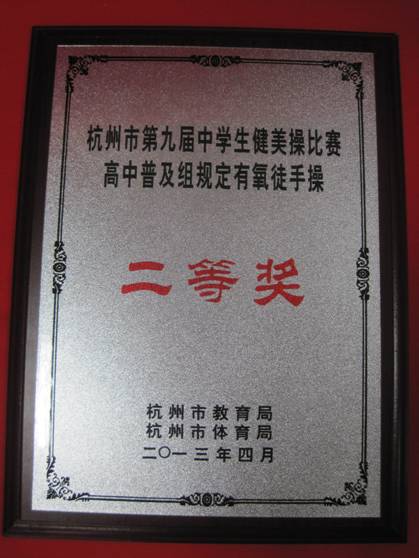 杭州市第九届中学生健美操比赛
高中普及组规定有氧徒手操
二等奖
杭州市教育局
杭州市体育局
二〇一三年四月